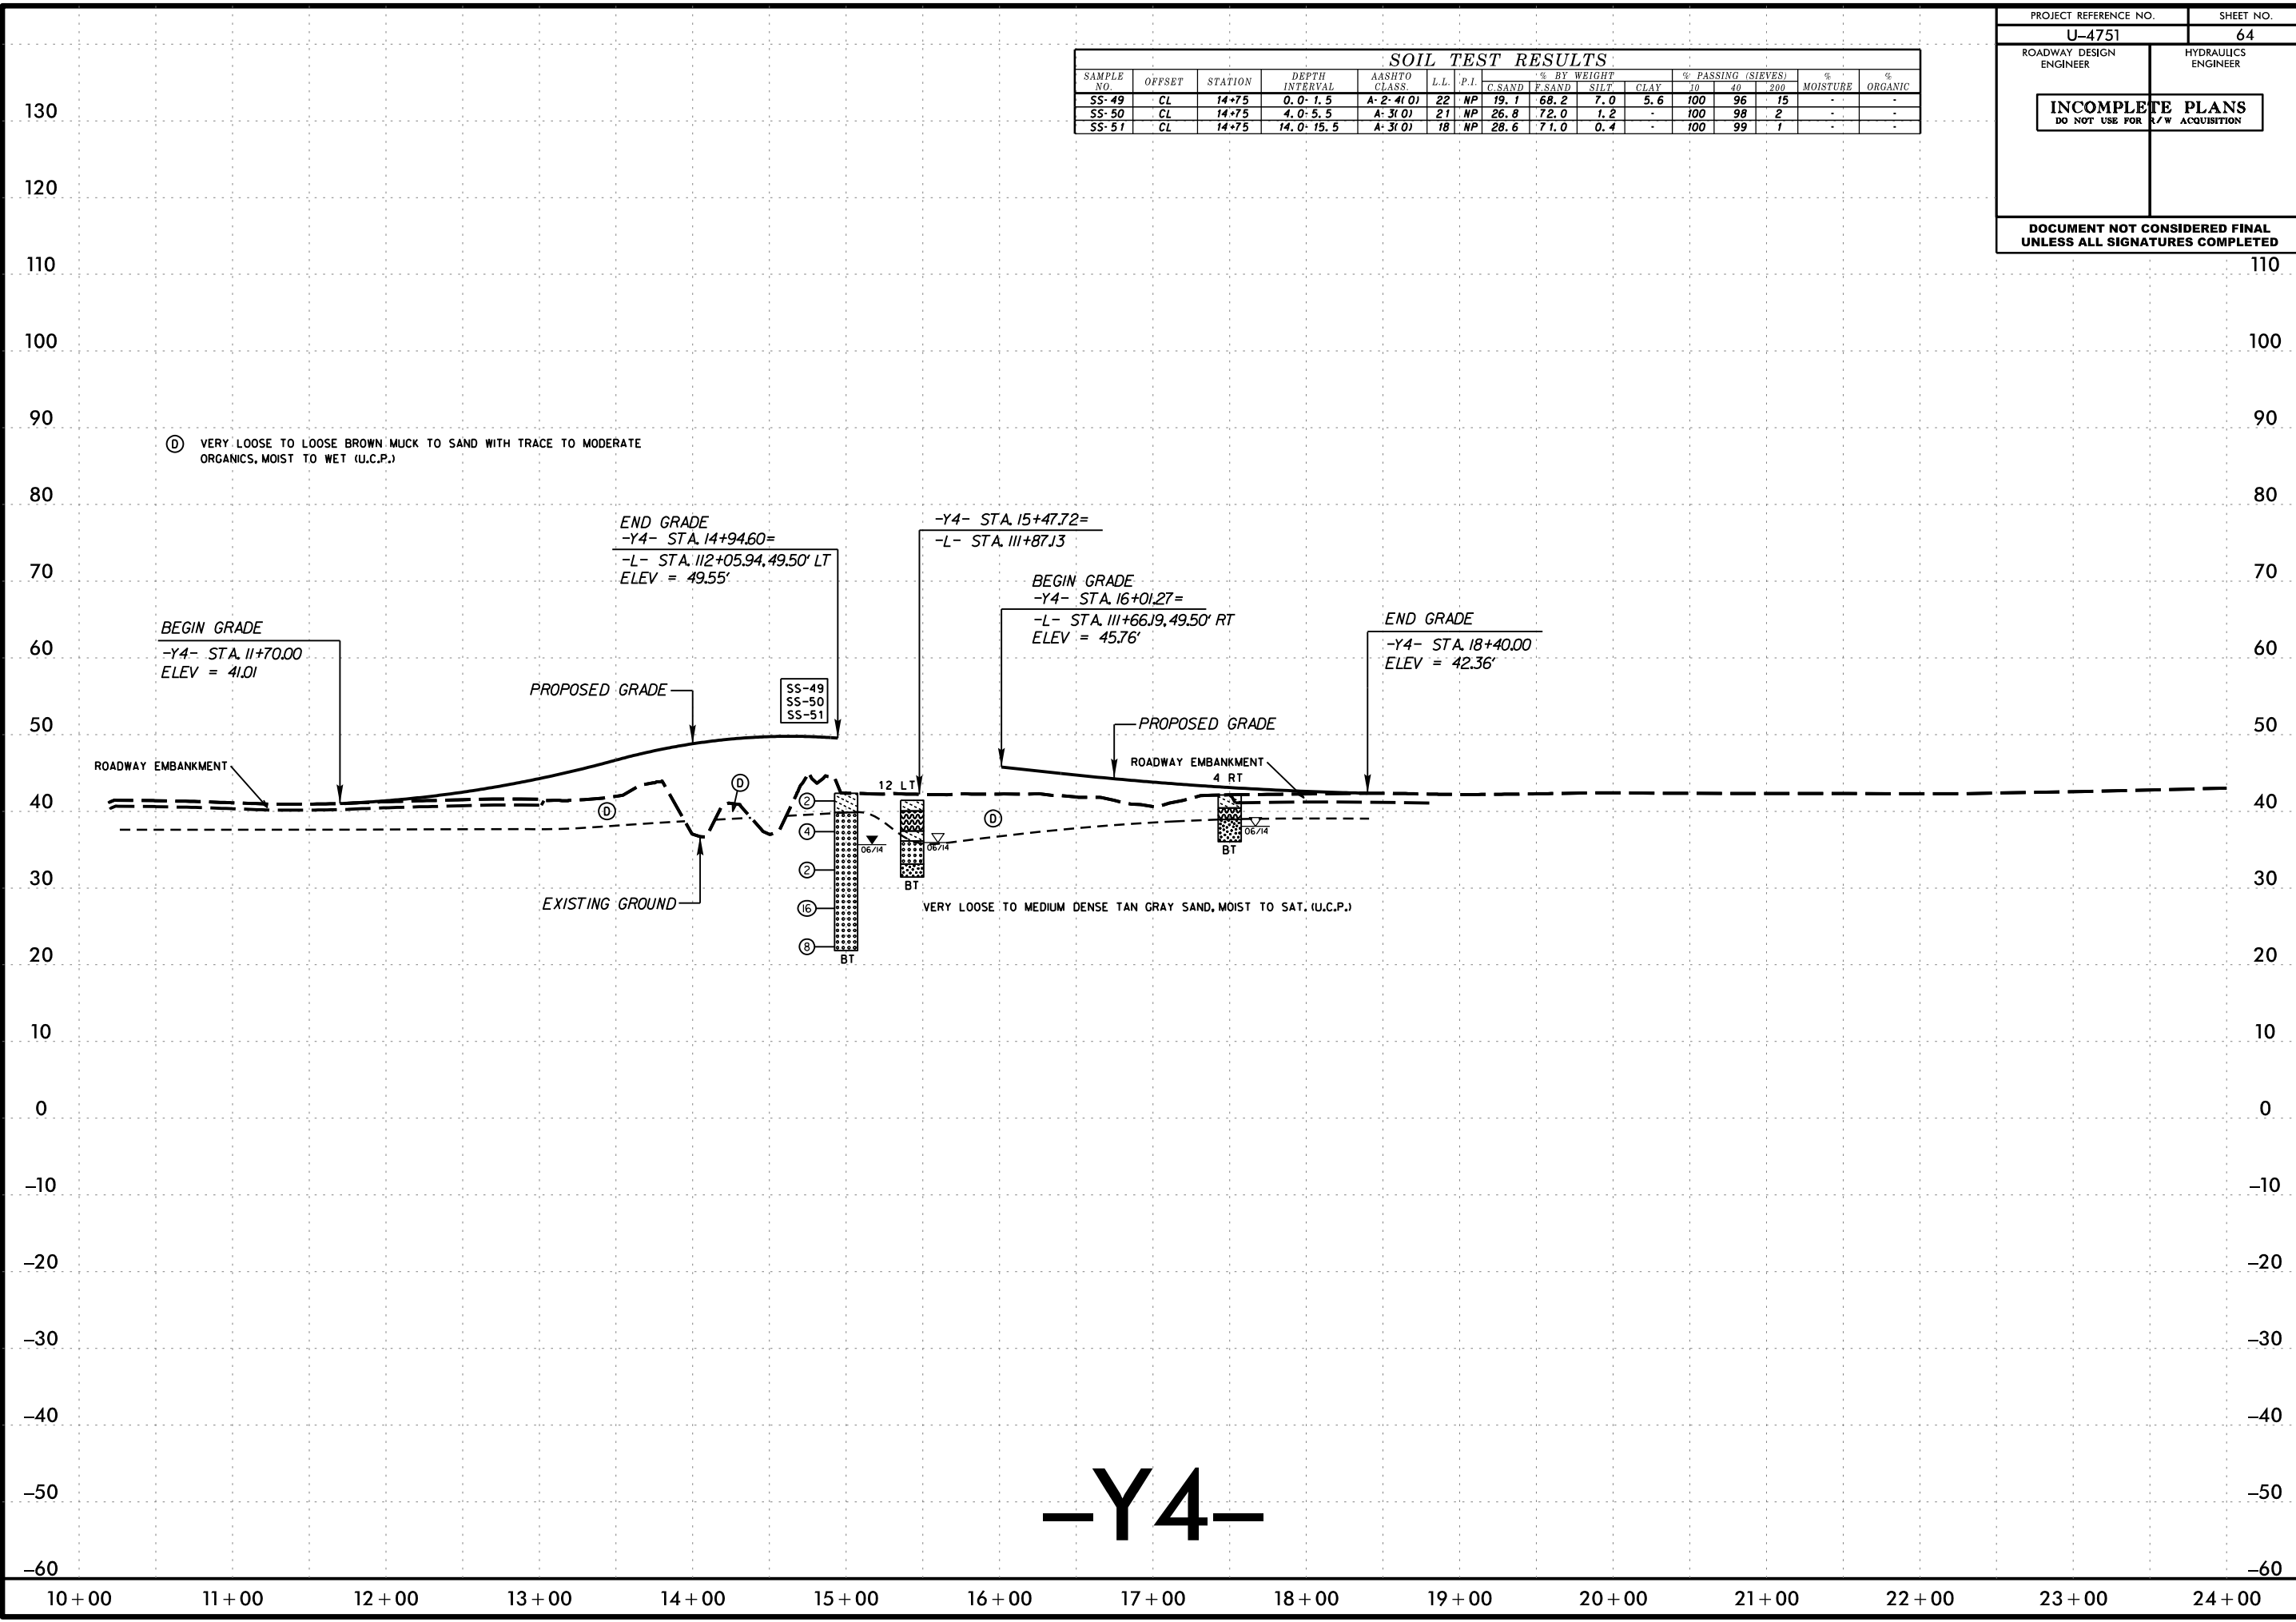 PROJECT REFERENCE NO. SHEET NO.
U–4751 64
ROADWAY DESIGN ENGINEER HYDRAULICS ENGINEER
INCOMPLETE PLANS
DO NOT USE FOR R/W ACQUISITION
DOCUMENT NOT CONSIDERED FINAL
UNLESS ALL SIGNATURES COMPLETED
SOIL TEST RESULTS
SAMPLE NO. OFFSET STATION DEPTH INTERVAL AASHTO CLASS. L.L. P.I. % BY WEIGHT % PASSING (SIEVES) % MOISTURE % ORGANIC
C.SAND F.SAND SILT CLAY 10 40 200
SS-49 CL 14+75 0.0-1.5 A-2-4(0) 22 NP 19.1 68.2 7.0 5.6 100 96 15 - -
SS-50 CL 14+75 4.0-5.5 A-3(0) 21 NP 26.8 72.0 1.2 - 100 98 2 - -
SS-51 CL 14+75 14.0-15.5 A-3(0) 18 NP 28.6 71.0 0.4 - 100 99 1 - -
130
120
110 110
100 100
90 90
D VERY LOOSE TO LOOSE BROWN MUCK TO SAND WITH TRACE TO MODERATE
ORGANICS, MOIST TO WET (U.C.P.)
80 80
END GRADE
-Y4- STA. 14+94.60=
-L- STA. 112+05.94, 49.50' LT
ELEV = 49.55'
-Y4- STA. 15+47.72=
-L- STA. 111+87.13
70 70
BEGIN GRADE
-Y4- STA. 16+01.27=
-L- STA. 111+66.19, 49.50' RT
ELEV = 45.76'
BEGIN GRADE
-Y4- STA. 11+70.00
ELEV = 41.01
END GRADE
-Y4- STA. 18+40.00
ELEV = 42.36'
60 60
PROPOSED GRADE
SS-49
SS-50
SS-51
50 50
PROPOSED GRADE
ROADWAY EMBANKMENT
ROADWAY EMBANKMENT
12 LT
4 RT
D
D
D
40 40
2
4
2
16
8
06/14
06/14
06/14
BT
BT
BT
30 30
EXISTING GROUND
VERY LOOSE TO MEDIUM DENSE TAN GRAY SAND, MOIST TO SAT. (U.C.P.)
20 20
10 10
0 0
–10 –10
–20 –20
–30 –30
–40 –40
–50 –50
–Y4–
–60 –60
10+00 11+00 12+00 13+00 14+00 15+00 16+00 17+00 18+00 19+00 20+00 21+00 22+00 23+00 24+00